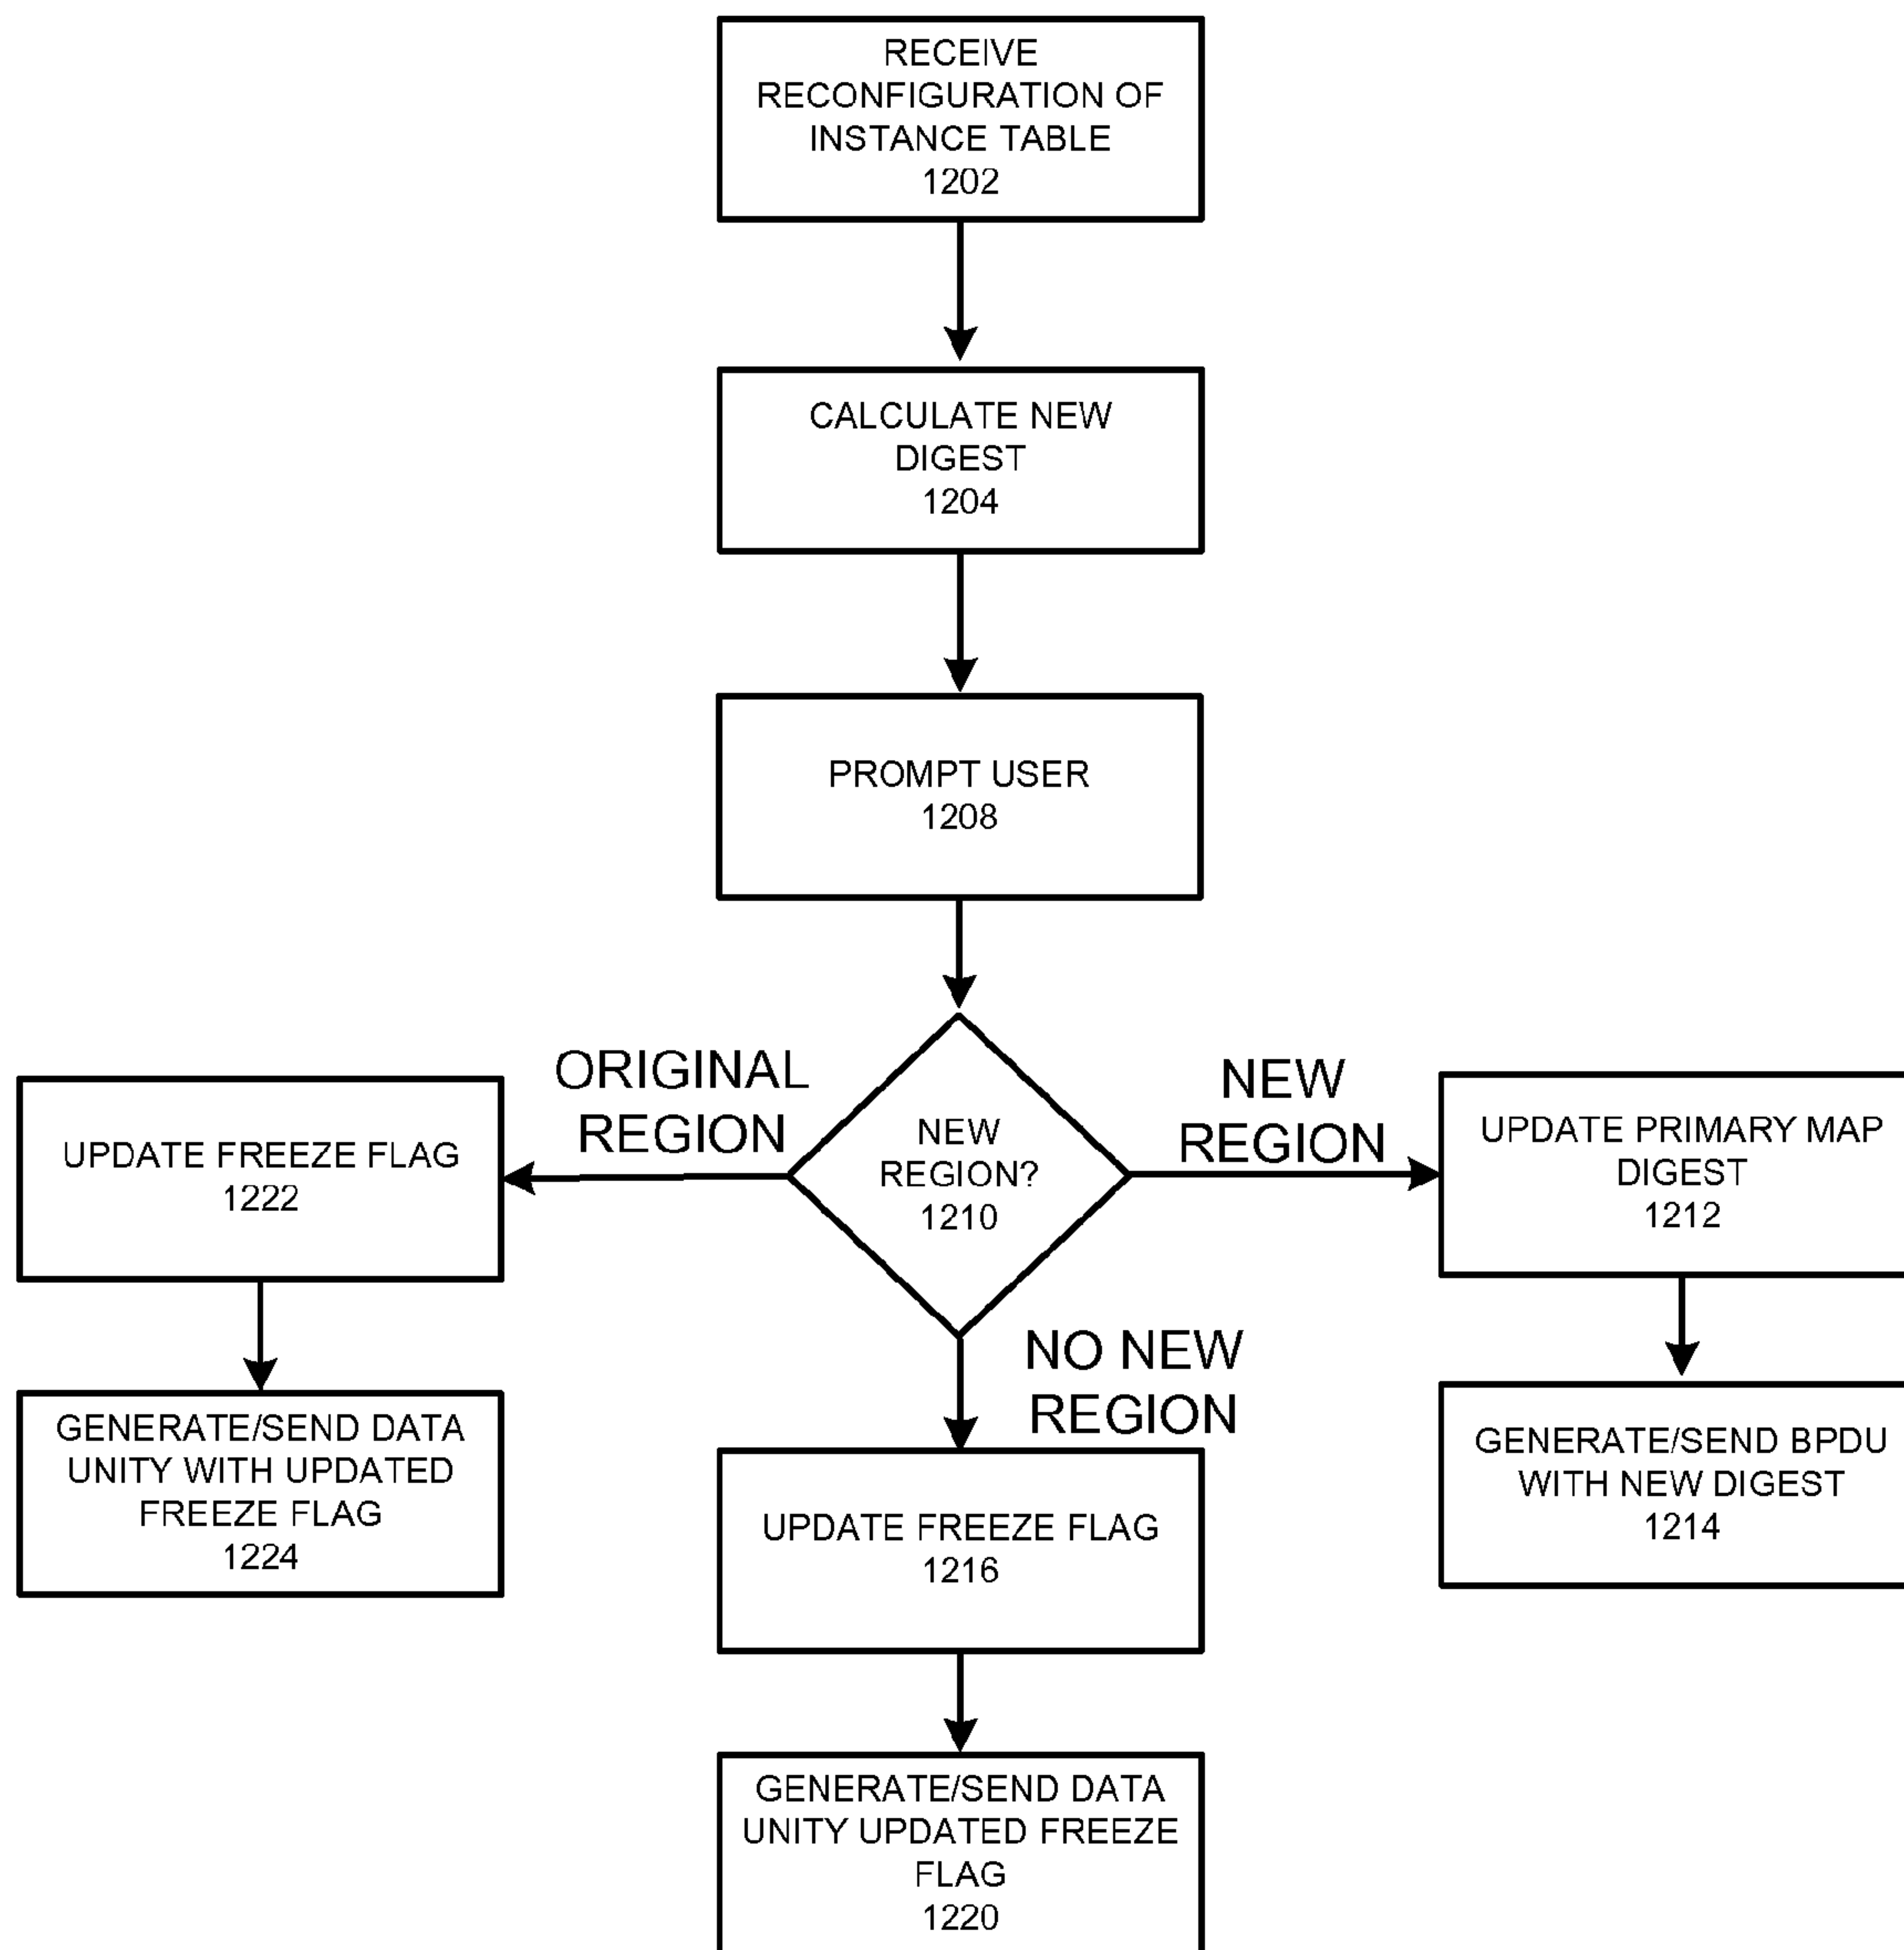 RECEIVE
RECONFIGURATION OF
INSTANCE TABLE
1202
CALCULATE NEW
DIGEST
1204
PROMPT USER
1208
NEW
REGION?
1210
ORIGINAL
REGION
NEW
REGION
NO NEW
REGION
UPDATE FREEZE FLAG
1222
GENERATE/SEND DATA
UNITY WITH UPDATED
FREEZE FLAG
1224
UPDATE PRIMARY MAP
DIGEST
1212
GENERATE/SEND BPDU
WITH NEW DIGEST
1214
UPDATE FREEZE FLAG
1216
GENERATE/SEND DATA
UNITY UPDATED FREEZE
FLAG
1220